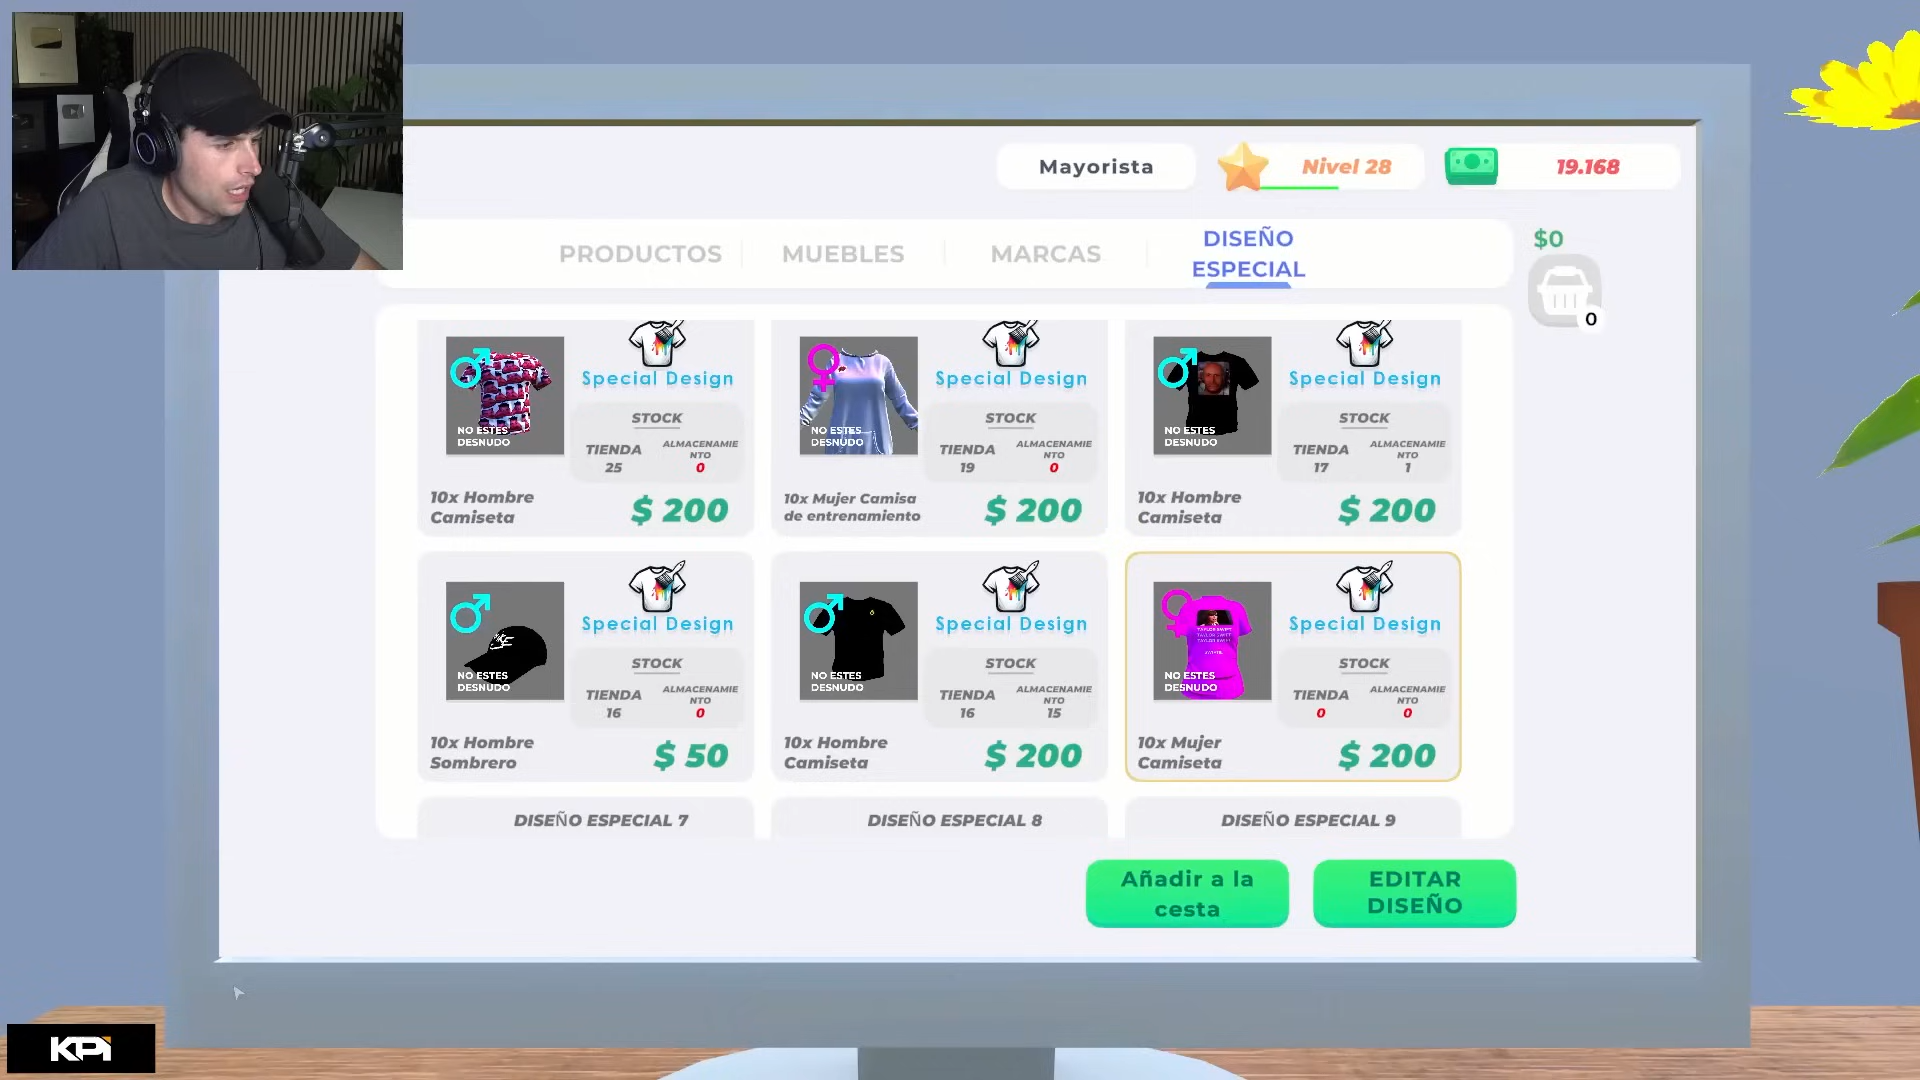 Mayorista
Nivel 28
19.168
PRODUCTOS
MUEBLES
MARCAS
DISEÑO
ESPECIAL
$0
0
NO ESTES
DESNUDO
Special Design
STOCK
TIENDA
25
ALMACENAMIE
NTO
0
10x Hombre
Camiseta
$ 200
NO ESTES
DESNUDO
Special Design
STOCK
TIENDA
19
ALMACENAMIE
NTO
0
10x Mujer Camisa
de entrenamiento
$ 200
NO ESTES
DESNUDO
Special Design
STOCK
TIENDA
17
ALMACENAMIE
NTO
1
10x Hombre
Camiseta
$ 200
NO ESTES
DESNUDO
Special Design
STOCK
TIENDA
16
ALMACENAMIE
NTO
0
10x Hombre
Sombrero
$ 50
NO ESTES
DESNUDO
Special Design
STOCK
TIENDA
16
ALMACENAMIE
NTO
15
10x Hombre
Camiseta
$ 200
TAYLOR SWIFT
TAYLOR SWIFT
TAYLOR SWIFT
NO ESTES
DESNUDO
Special Design
STOCK
TIENDA
0
ALMACENAMIE
NTO
0
10x Mujer
Camiseta
$ 200
DISEÑO ESPECIAL 7
DISEÑO ESPECIAL 8
DISEÑO ESPECIAL 9
Añadir a la
cesta
EDITAR
DISEÑO
KPi